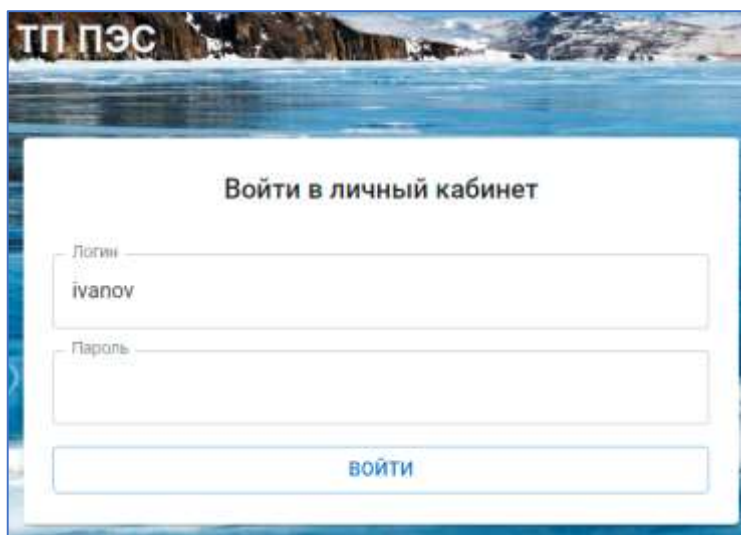 ТП ПЭС
Войти в личный кабинет
Логин
ivanov
Пароль
ВОЙТИ